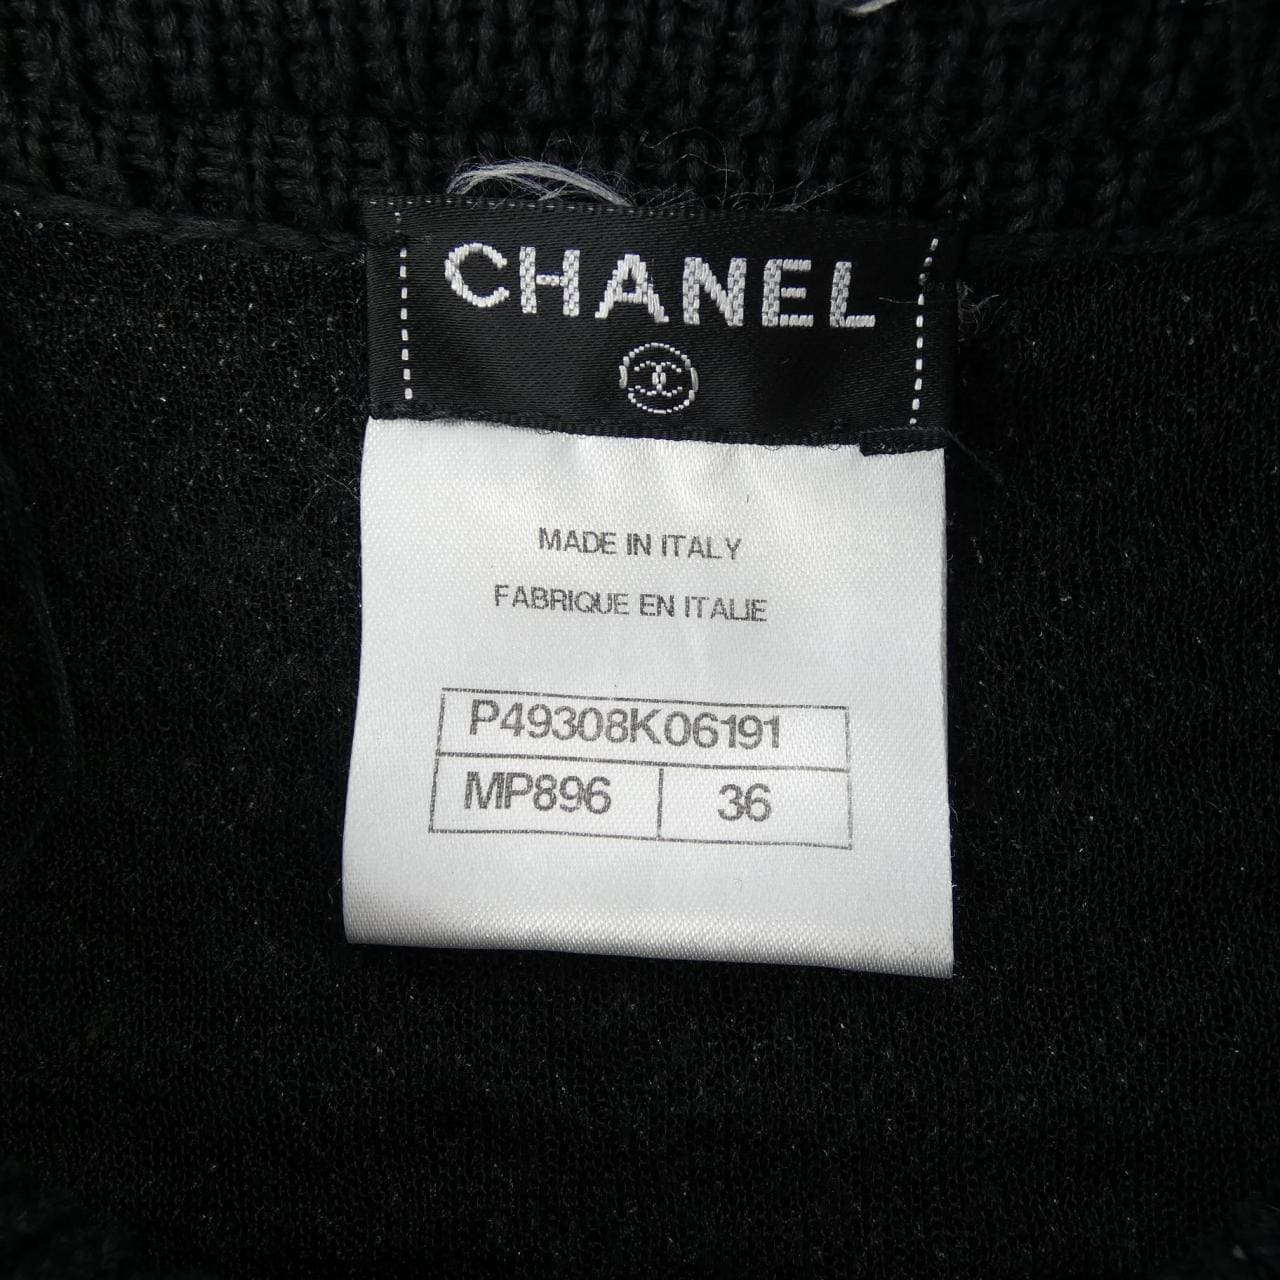 CHANEL
MADE IN ITALY
FABRIQUE EN ITALIE
P49308K06191
MP896 36